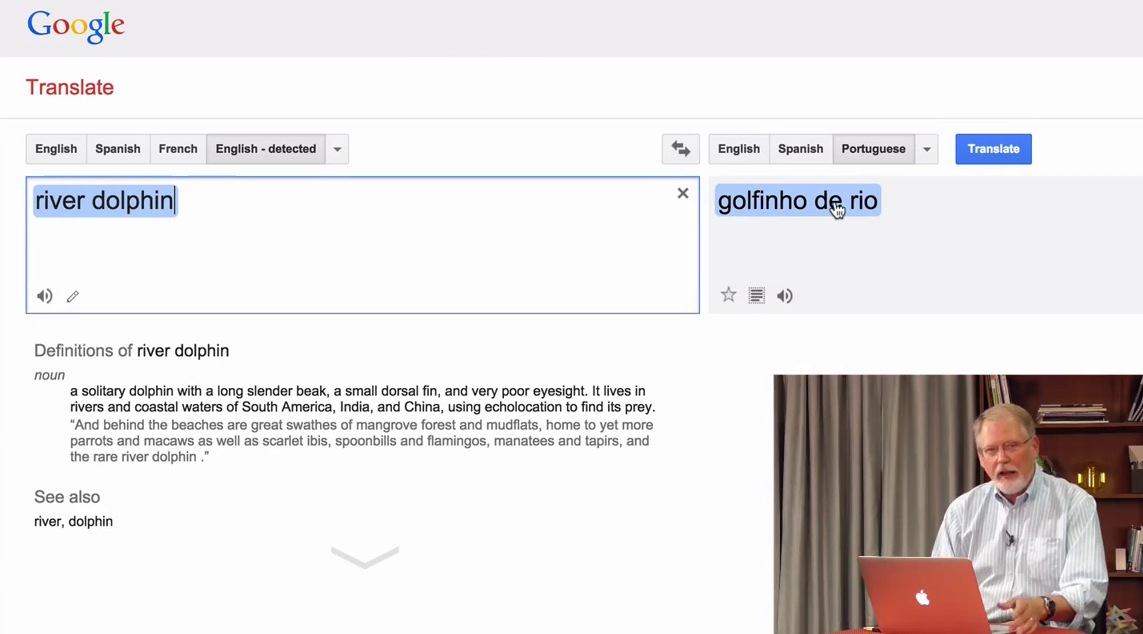 Google
Translate
English Spanish French English - detected
English Spanish Portuguese Translate
river dolphin
golfinho de rio
Definitions of river dolphin
noun
a solitary dolphin with a long slender beak, a small dorsal fin, and very poor eyesight. It lives in
rivers and coastal waters of South America, India, and China, using echolocation to find its prey.
“And behind the beaches are great swathes of mangrove forest and mudflats, home to yet more
parrots and macaws as well as scarlet ibis, spoonbills and flamingos, manatees and tapirs, and
the rare river dolphin .”
See also
river, dolphin